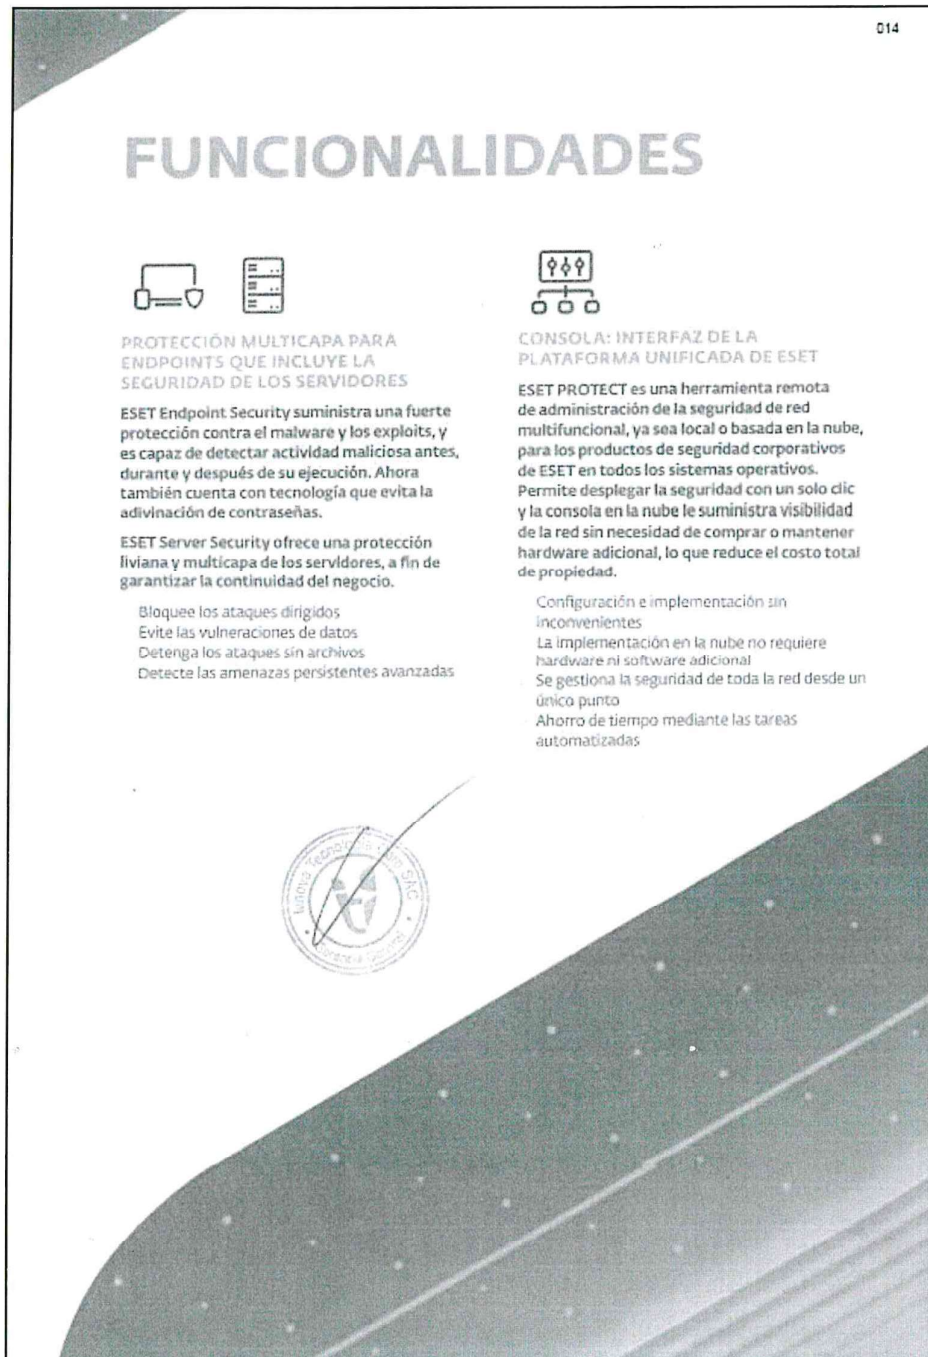 014
FUNCIONALIDADES
PROTECCIÓN MULTICAPA PARA
ENDPOINTS QUE INCLUYE LA
SEGURIDAD DE LOS SERVIDORES
ESET Endpoint Security suministra una fuerte
protección contra el malware y los exploits, y
es capaz de detectar actividad maliciosa antes,
durante y después de su ejecución. Ahora
también cuenta con tecnología que evita la
adivinación de contraseñas.
ESET Server Security ofrece una protección
liviana y multicapa de los servidores, a fin de
garantizar la continuidad del negocio.
Bloquee los ataques dirigidos
Evite las vulneraciones de datos
Detenga los ataques sin archivos
Detecte las amenazas persistentes avanzadas
CONSOLA: INTERFAZ DE LA
PLATAFORMA UNIFICADA DE ESET
ESET PROTECT es una herramienta remota
de administración de la seguridad de red
multifuncional, ya sea local o basada en la nube,
para los productos de seguridad corporativos
de ESET en todos los sistemas operativos.
Permite desplegar la seguridad con un solo clic
y la consola en la nube le suministra visibilidad
de la red sin necesidad de comprar o mantener
hardware adicional, lo que reduce el costo total
de propiedad.
Configuración e implementación sin
inconvenientes
La implementación en la nube no requiere
hardware ni software adicional
Se gestiona la seguridad de toda la red desde un
único punto
Ahorro de tiempo mediante las tareas
automatizadas
Innova Tecnología SAC